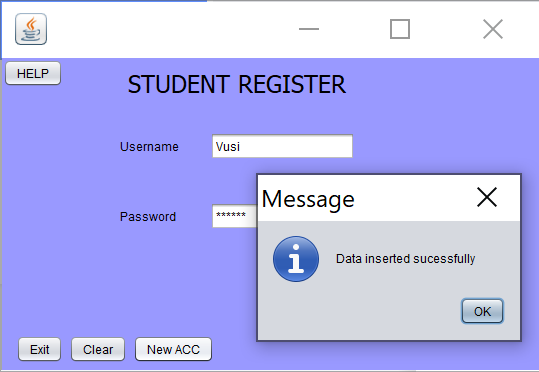 HELP
STUDENT REGISTER
Username Vusi
Message
Password ******
Data inserted sucessfully
OK
Exit Clear New ACC